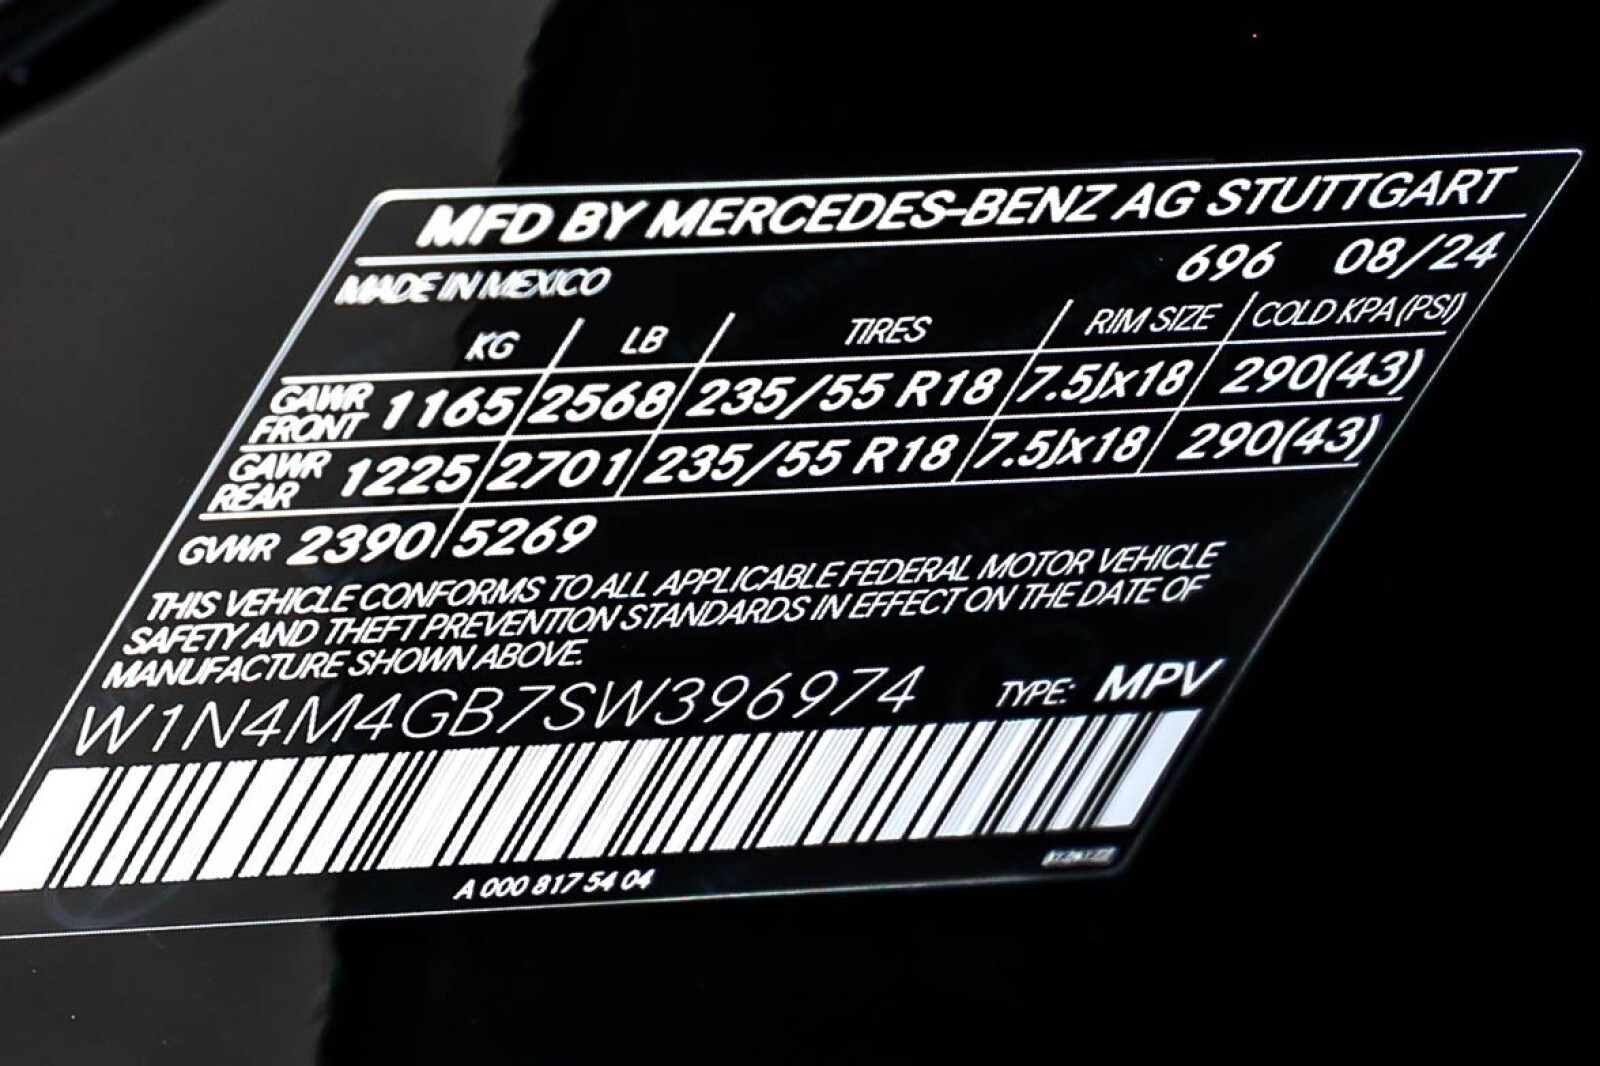 MFD BY MERCEDES-BENZ AG STUTTGART
MADE IN MEXICO 696 08/24
KG LB TIRES RIM SIZE COLD KPA (PSI)
GAWR FRONT 1165 2568 235/55 R18 7.5Jx18 290(43)
GAWR REAR 1225 2701 235/55 R18 7.5Jx18 290(43)
GVWR 2390 5269
THIS VEHICLE CONFORMS TO ALL APPLICABLE FEDERAL MOTOR VEHICLE
SAFETY AND THEFT PREVENTION STANDARDS IN EFFECT ON THE DATE OF
MANUFACTURE SHOWN ABOVE.
W1N4M4GB7SW396974 TYPE: MPV
A 000 817 54 04